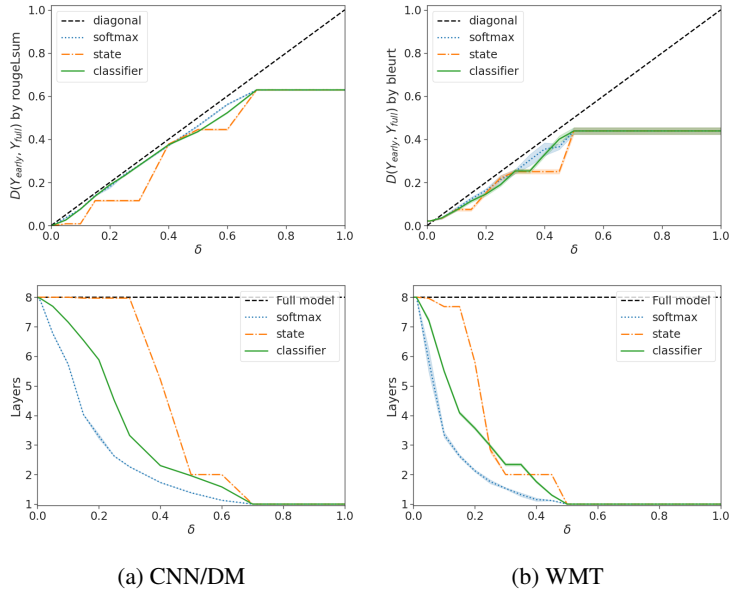 D(Y_early, Y_full) by rougeLsum
1.0
0.8
0.6
0.4
0.2
0.0
diagonal
softmax
state
classifier
0.0 0.2 0.4 0.6 0.8 1.0
δ
D(Y_early, Y_full) by bleurt
1.0
0.8
0.6
0.4
0.2
0.0
diagonal
softmax
state
classifier
0.0 0.2 0.4 0.6 0.8 1.0
δ
Layers
8
7
6
5
4
3
2
1
Full model
softmax
state
classifier
0.0 0.2 0.4 0.6 0.8 1.0
δ
Layers
8
7
6
5
4
3
2
1
Full model
softmax
state
classifier
0.0 0.2 0.4 0.6 0.8 1.0
δ
(a) CNN/DM
(b) WMT